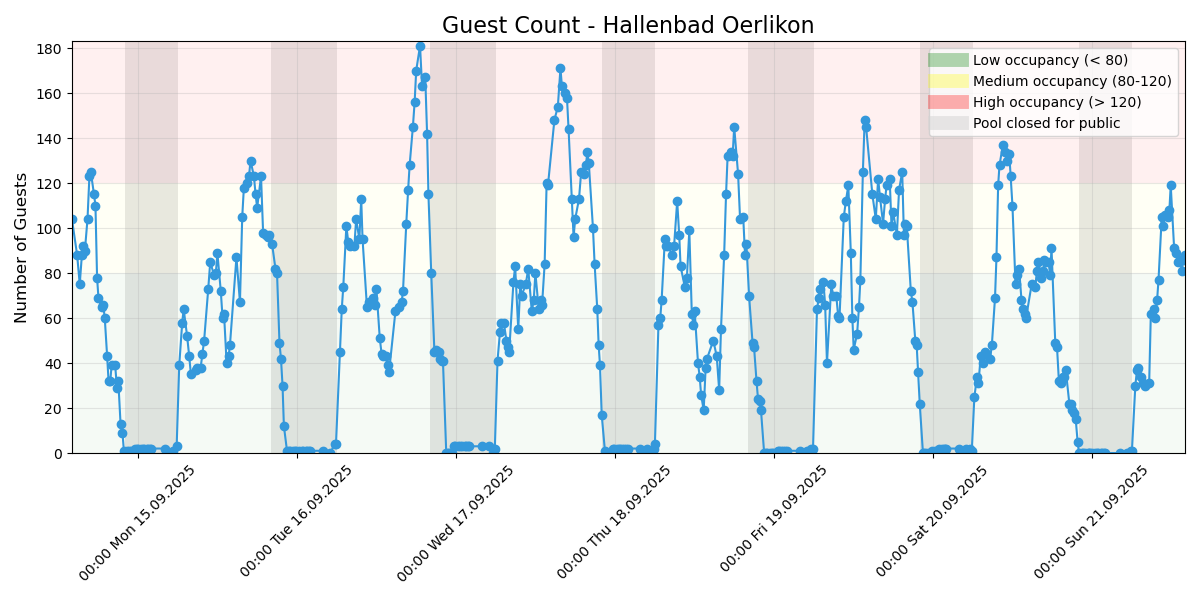 Guest Count - Hallenbad Oerlikon
Number of Guests
180
160
140
120
100
80
60
40
20
0
Low occupancy (< 80)
Medium occupancy (80-120)
High occupancy (> 120)
Pool closed for public
00:00 Mon 15.09.2025
00:00 Tue 16.09.2025
00:00 Wed 17.09.2025
00:00 Thu 18.09.2025
00:00 Fri 19.09.2025
00:00 Sat 20.09.2025
00:00 Sun 21.09.2025